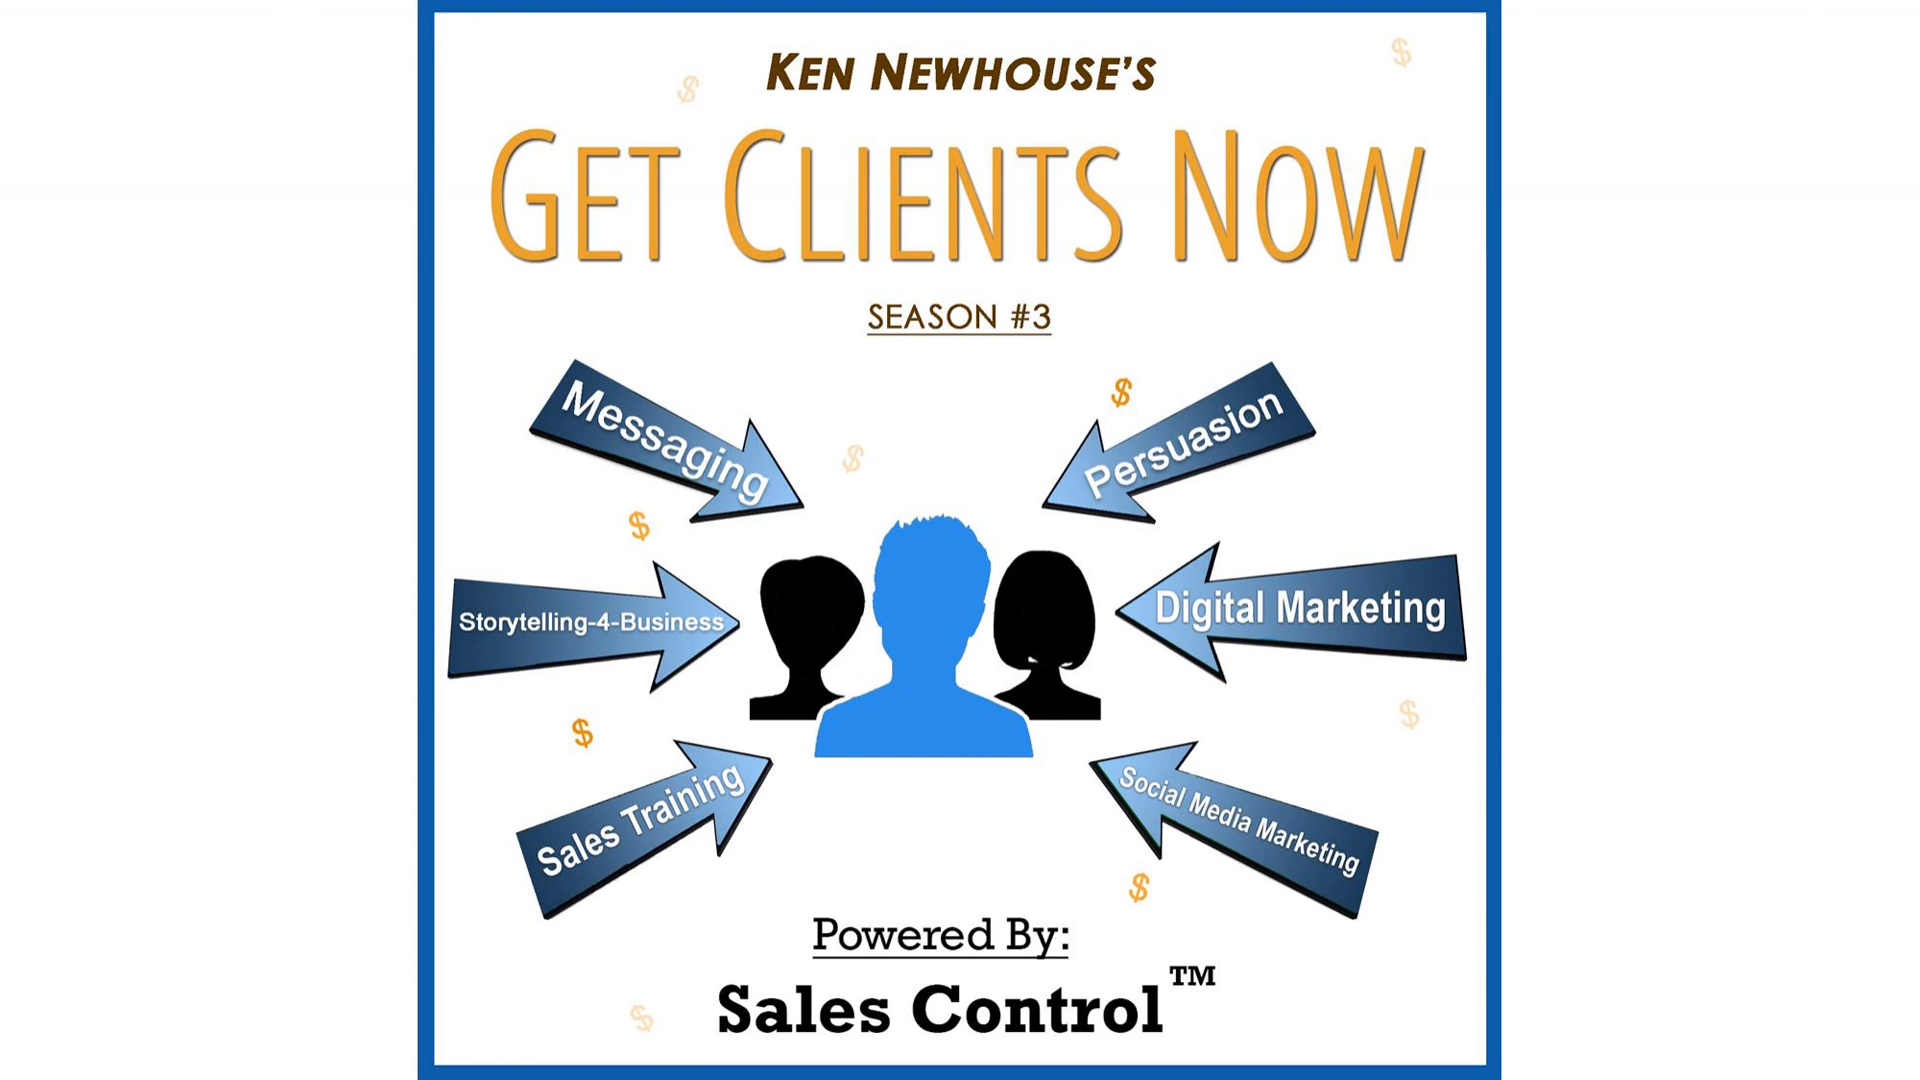 KEN NEWHOUSE'S
GET CLIENTS NOW
SEASON #3
Messaging
Persuasion
Storytelling-4-Business
Digital Marketing
Sales Training
Social Media Marketing
Powered By:
Sales Control™